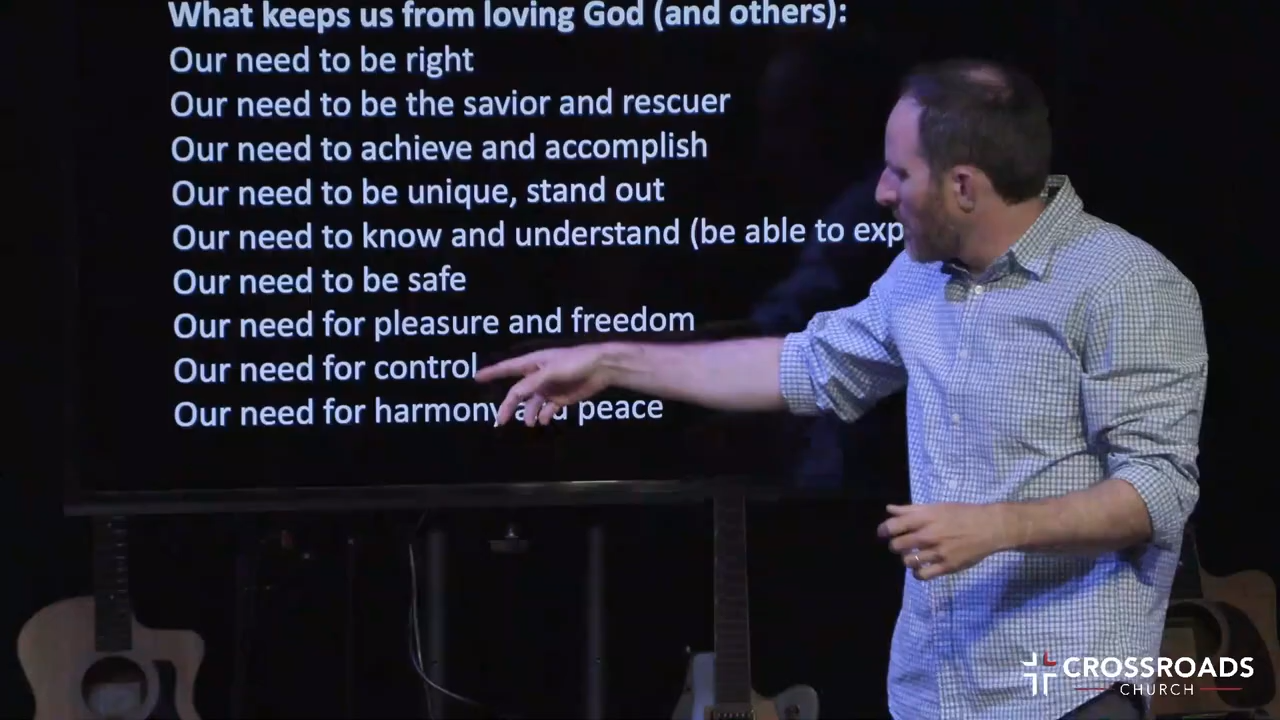 What keeps us from loving God (and others):
Our need to be right
Our need to be the savior and rescuer
Our need to achieve and accomplish
Our need to be unique, stand out
Our need to know and understand (be able to exp
Our need to be safe
Our need for pleasure and freedom
Our need for control
Our need for harmony and peace
CROSSROADS
CHURCH